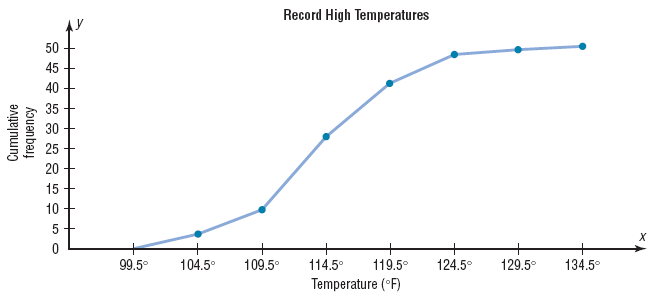 Record High Temperatures
y
50
45
40
35
30
25
20
15
10
5
0
Cumulative
frequency
x
99.5° 104.5° 109.5° 114.5° 119.5° 124.5° 129.5° 134.5°
Temperature (°F)